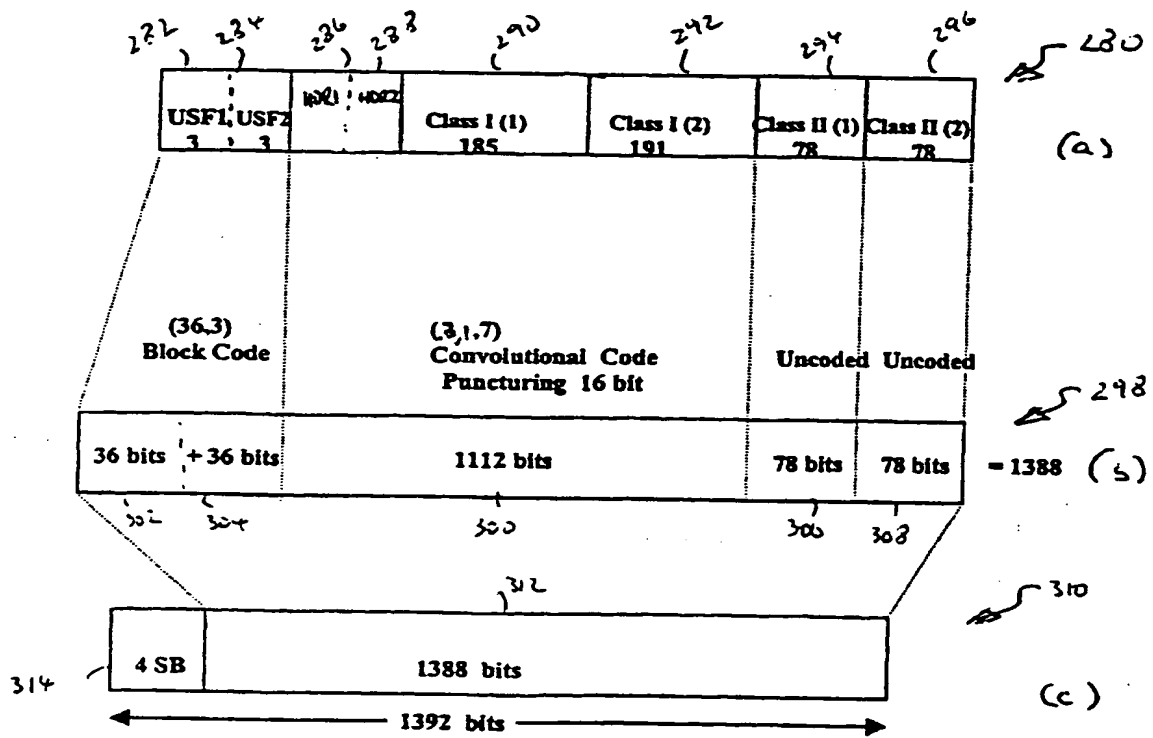 282 284 286 288 290 242 294 296 280
USF1 USF2 HDR1 HDR2 Class I (1) Class I (2) Class II (1) Class II (2)
3 3 185 191 78 78
(a)
(36,3)
Block Code
(3,1,7)
Convolutional Code
Puncturing 16 bit
Uncoded Uncoded
298
36 bits + 36 bits 1112 bits 78 bits 78 bits = 1388 (b)
302 304 300 306 308
312
310
314 4 SB 1388 bits
(c)
1392 bits